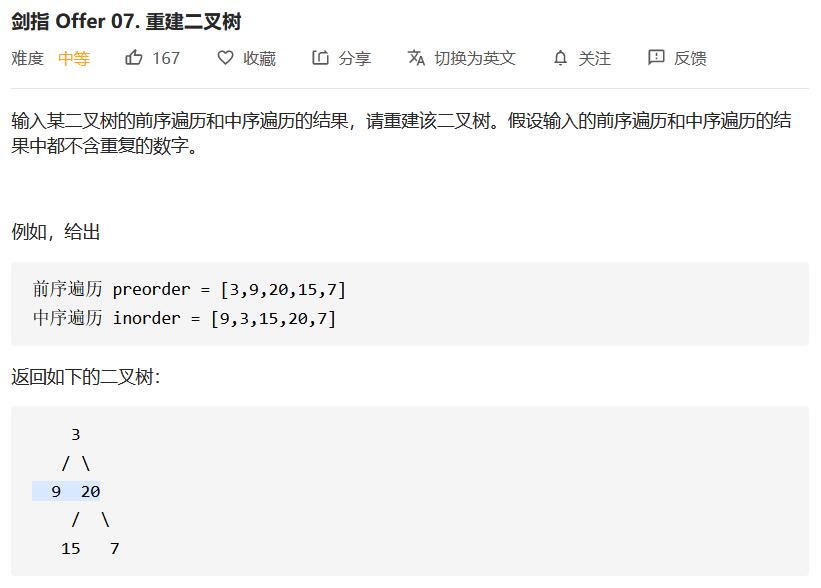 剑指 Offer 07. 重建二叉树
难度 中等 167 收藏 分享 切换为英文 关注 反馈
输入某二叉树的前序遍历和中序遍历的结果，请重建该二叉树。假设输入的前序遍历和中序遍历的结
果中都不含重复的数字。
例如，给出
前序遍历 preorder = [3,9,20,15,7]
中序遍历 inorder = [9,3,15,20,7]
返回如下的二叉树：
3
/ \
9 20
/ \
15 7